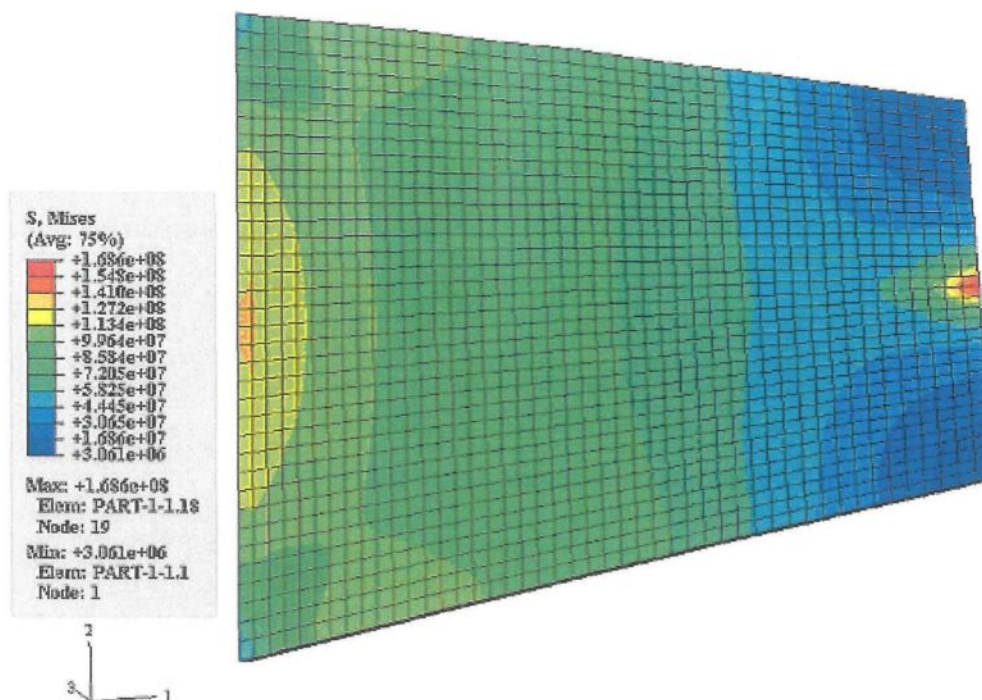 S, Mises
(Avg: 75%)
+1.686e+08
+1.548e+08
+1.410e+08
+1.272e+08
+1.134e+08
+9.964e+07
+8.584e+07
+7.205e+07
+5.825e+07
+4.445e+07
+3.065e+07
+1.686e+07
+3.061e+06
Max: +1.686e+08
Elem: PART-1-1.18
Node: 19
Min: +3.061e+06
Elem: PART-1-1.1
Node: 1
2
3
1